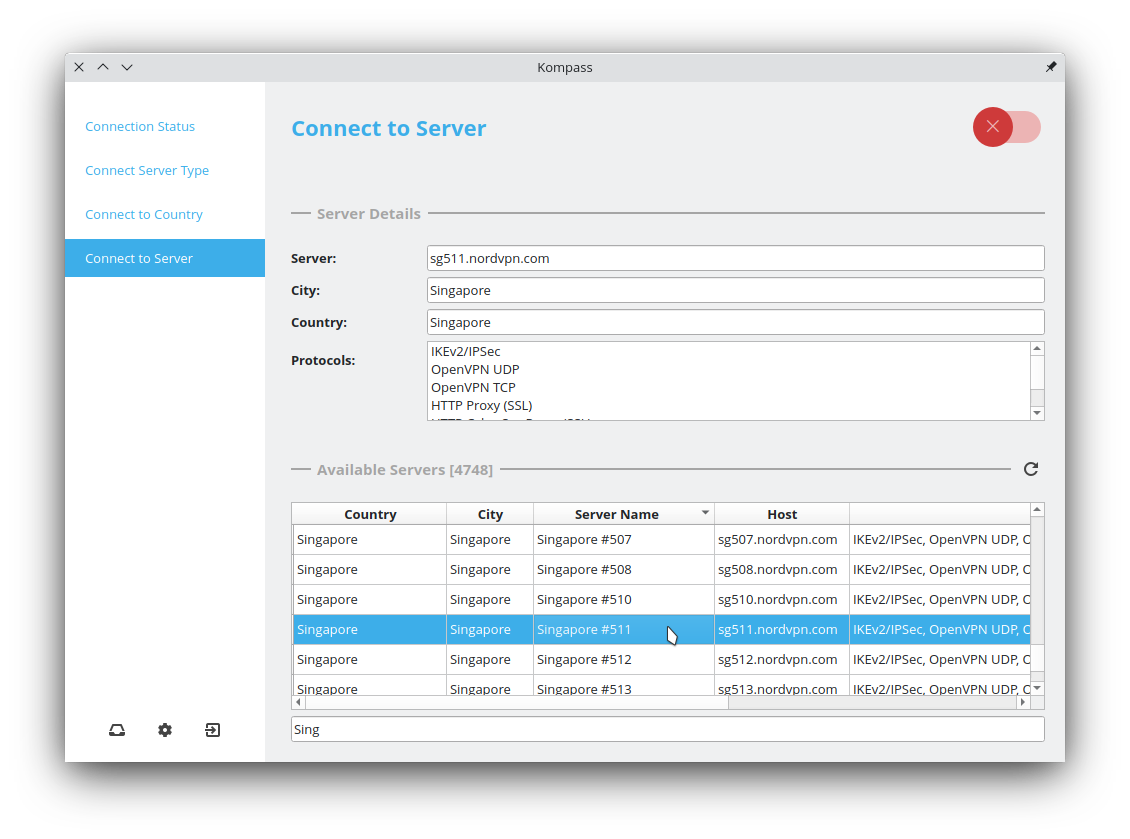 Kompass
Connection Status
Connect Server Type
Connect to Country
Connect to Server
Connect to Server
Server Details
Server: sg511.nordvpn.com
City: Singapore
Country: Singapore
Protocols:
IKEv2/IPSec
OpenVPN UDP
OpenVPN TCP
HTTP Proxy (SSL)
Available Servers [4748]
Country City Server Name Host
Singapore Singapore Singapore #507 sg507.nordvpn.com IKEv2/IPSec, OpenVPN UDP, O
Singapore Singapore Singapore #508 sg508.nordvpn.com IKEv2/IPSec, OpenVPN UDP, O
Singapore Singapore Singapore #510 sg510.nordvpn.com IKEv2/IPSec, OpenVPN UDP, O
Singapore Singapore Singapore #511 sg511.nordvpn.com IKEv2/IPSec, OpenVPN UDP, O
Singapore Singapore Singapore #512 sg512.nordvpn.com IKEv2/IPSec, OpenVPN UDP, O
Singapore Singapore Singapore #513 sg513.nordvpn.com IKEv2/IPSec, OpenVPN UDP, O
Sing